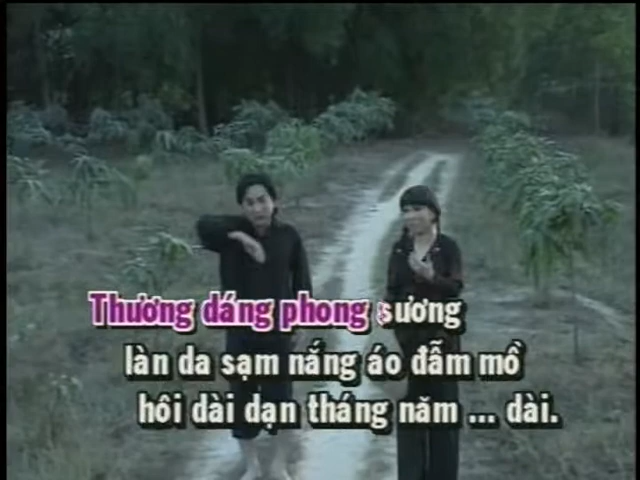 Thương dáng phong sương
làn da sạm nắng áo đẫm mồ
hôi dài dạn tháng năm ... dài.